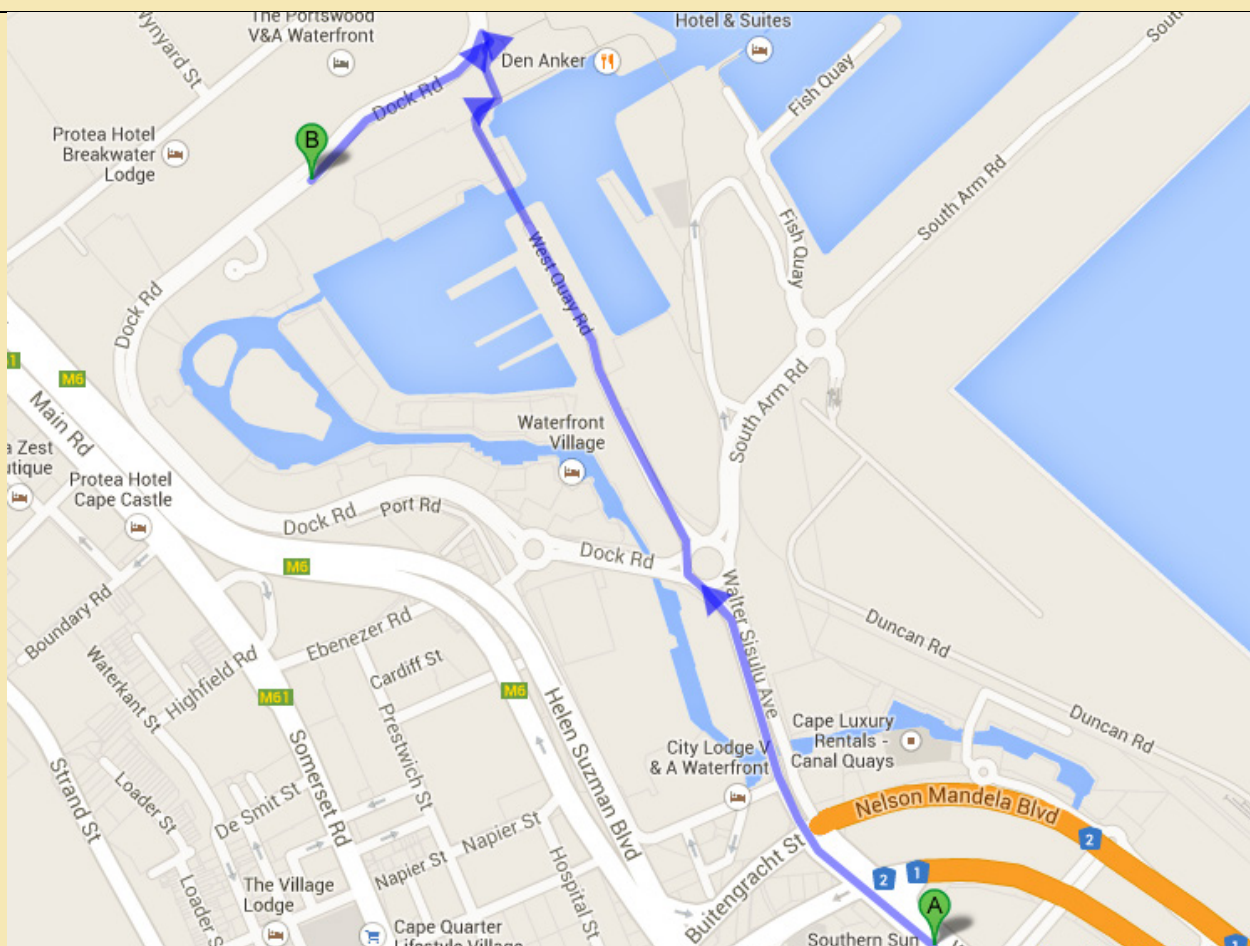 The Portswood
V&A Waterfront
Hotel & Suites
Wynyard St
Den Anker
Fish Quay
Dock Rd
Protea Hotel
Breakwater
Lodge
B
South Arm Rd
Fish Quay
West Quay Rd
Dock Rd
M6
Main Rd
South Arm Rd
Waterfront
Village
Protea Hotel
Cape Castle
Dock Rd
Port Rd
Dock Rd
M6
Walter Sisulu Ave
Boundary Rd
Ebenezer Rd
Duncan Rd
Waterkant St
Highfield Rd
Cardiff St
M61
M6
Prestwich St
Helen Suzman Blvd
Duncan Rd
Cape Luxury
Rentals -
Canal Quays
City Lodge V
& A Waterfront
Somerset Rd
Strand St
Loader St
De Smit St
Nelson Mandela Blvd
2
Napier St
Napier St
Hospital St
Buitengracht St
2
1
A
The Village
Lodge
Loader S
Cape Quarter
Lifestyle Village
Southern Sun